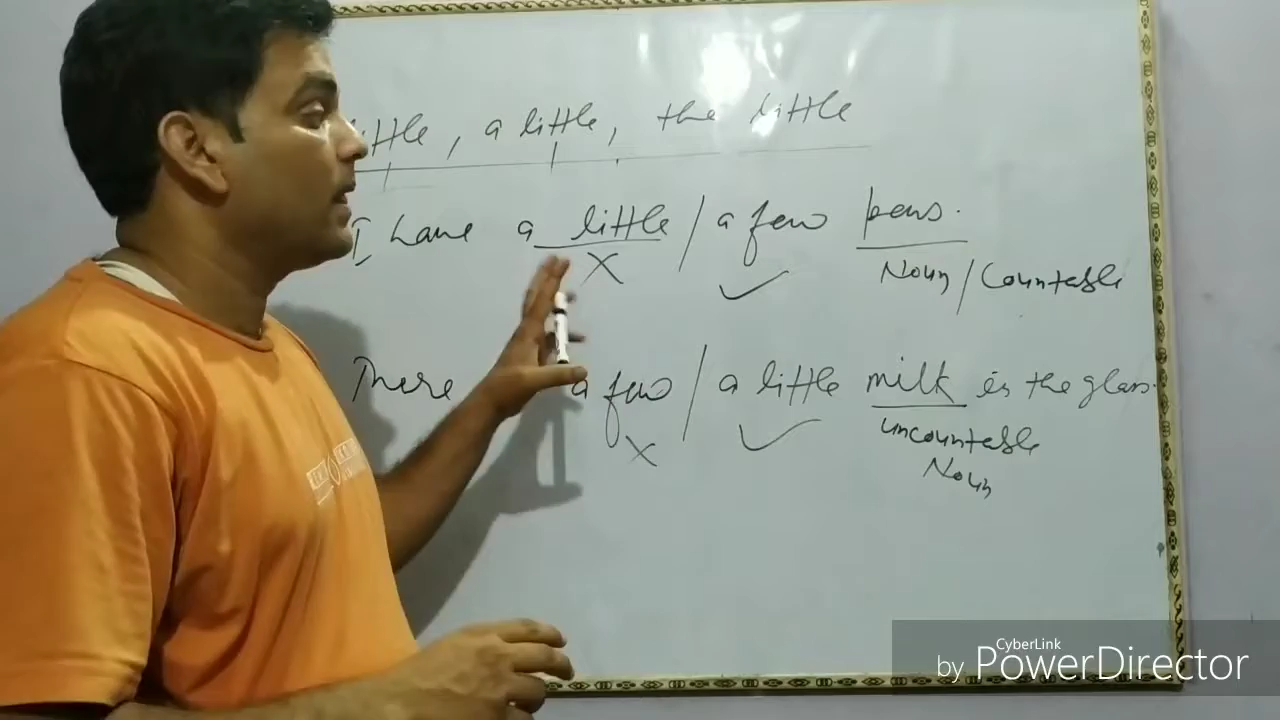 ittle, a little, the little
I have a little / a few pens.
X ✓ Noun / Countable
There a few / a little milk is the glass.
X ✓ uncountable
Noun
CyberLink
by PowerDirector